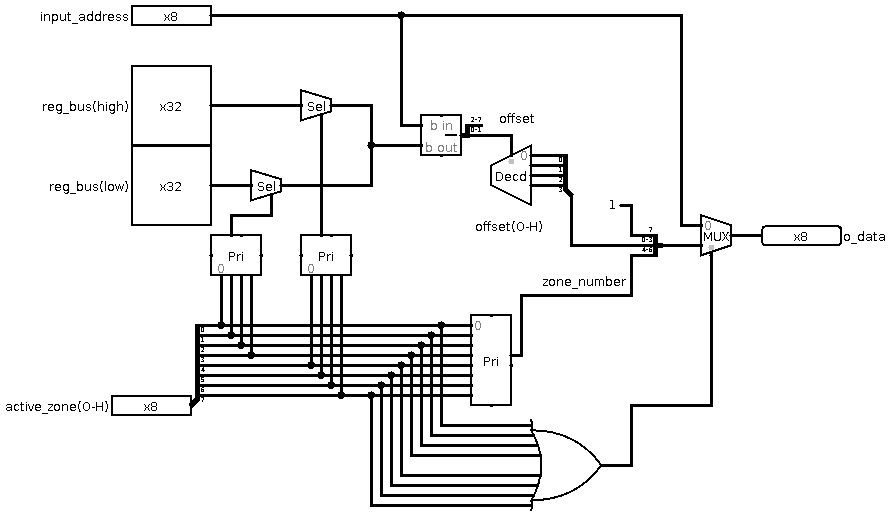 input_address x8
reg_bus(high) x32 Sel
b in 2-7 offset
0-1
b out
0
Decd 0
1
2
3
reg_bus(low) x32 Sel
offset(O-H)
1
7
0-3
4-6
0
MUX x8 o_data
Pri Pri
0 0
zone_number
0
Pri
0
1
2
3
4
5
6
7
active_zone(O-H) x8